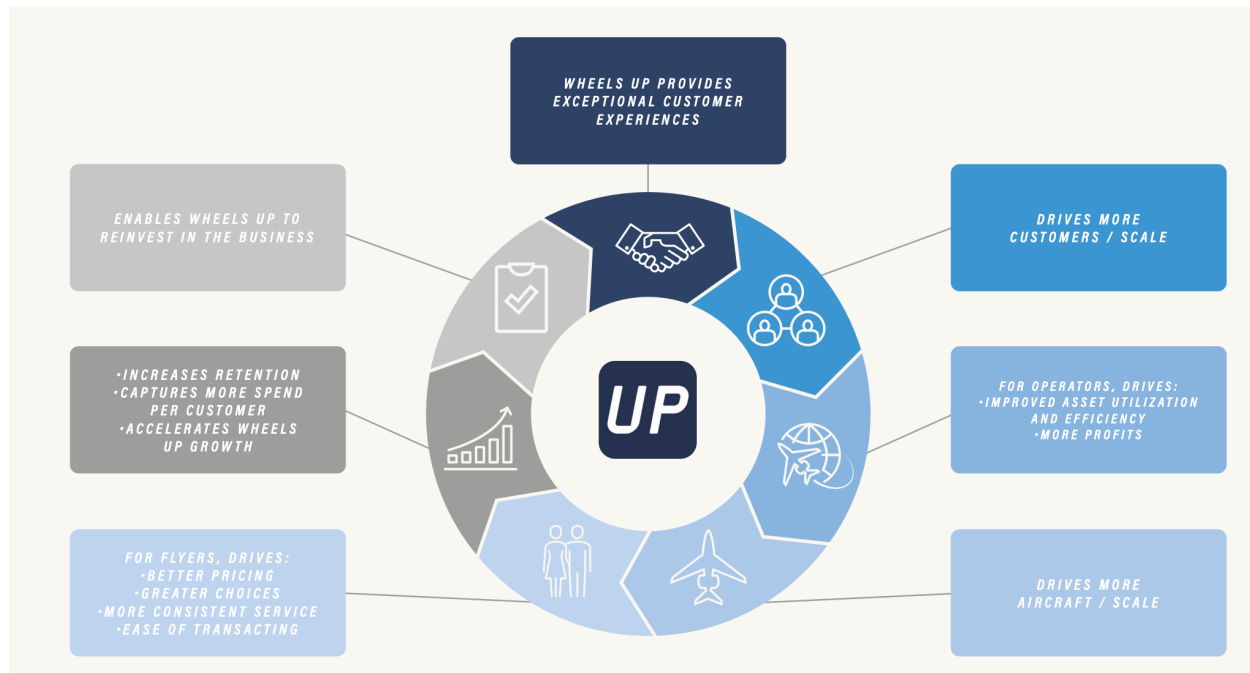 WHEELS UP PROVIDES
EXCEPTIONAL CUSTOMER
EXPERIENCES
DRIVES MORE
CUSTOMERS / SCALE
FOR OPERATORS, DRIVES:
•IMPROVED ASSET UTILIZATION
AND EFFICIENCY
•MORE PROFITS
DRIVES MORE
AIRCRAFT / SCALE
FOR FLYERS, DRIVES:
•BETTER PRICING
•GREATER CHOICES
•MORE CONSISTENT SERVICE
•EASE OF TRANSACTING
•INCREASES RETENTION
•CAPTURES MORE SPEND
PER CUSTOMER
•ACCELERATES WHEELS
UP GROWTH
ENABLES WHEELS UP TO
REINVEST IN THE BUSINESS
UP